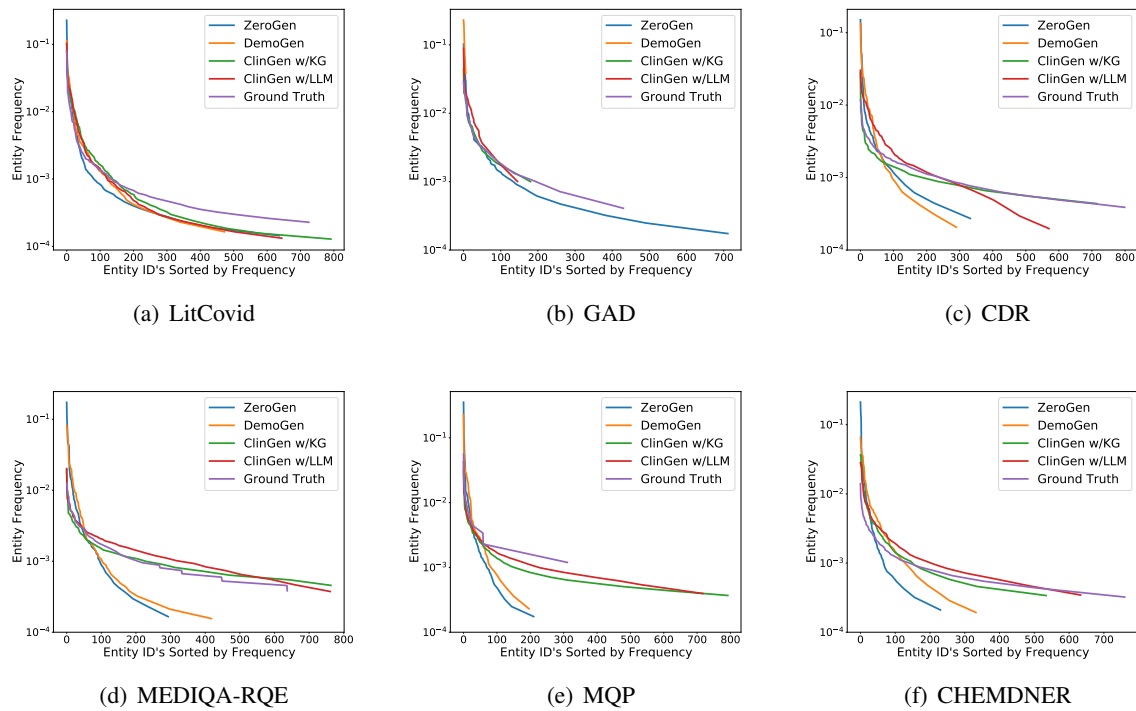 10⁻¹
10⁻²
10⁻³
10⁻⁴
Entity Frequency
ZeroGen
DemoGen
ClinGen w/KG
ClinGen w/LLM
Ground Truth
0 100 200 300 400 500 600 700 800
Entity ID's Sorted by Frequency
(a) LitCovid
10⁻¹
10⁻²
10⁻³
10⁻⁴
Entity Frequency
ZeroGen
DemoGen
ClinGen w/KG
ClinGen w/LLM
Ground Truth
0 100 200 300 400 500 600 700
Entity ID's Sorted by Frequency
(b) GAD
10⁻¹
10⁻²
10⁻³
10⁻⁴
Entity Frequency
ZeroGen
DemoGen
ClinGen w/KG
ClinGen w/LLM
Ground Truth
0 100 200 300 400 500 600 700 800
Entity ID's Sorted by Frequency
(c) CDR
10⁻¹
10⁻²
10⁻³
10⁻⁴
Entity Frequency
ZeroGen
DemoGen
ClinGen w/KG
ClinGen w/LLM
Ground Truth
0 100 200 300 400 500 600 700 800
Entity ID's Sorted by Frequency
(d) MEDIQA-RQE
10⁻¹
10⁻²
10⁻³
10⁻⁴
Entity Frequency
ZeroGen
DemoGen
ClinGen w/KG
ClinGen w/LLM
Ground Truth
0 100 200 300 400 500 600 700 800
Entity ID's Sorted by Frequency
(e) MQP
10⁻¹
10⁻²
10⁻³
10⁻⁴
Entity Frequency
ZeroGen
DemoGen
ClinGen w/KG
ClinGen w/LLM
Ground Truth
0 100 200 300 400 500 600 700
Entity ID's Sorted by Frequency
(f) CHEMDNER